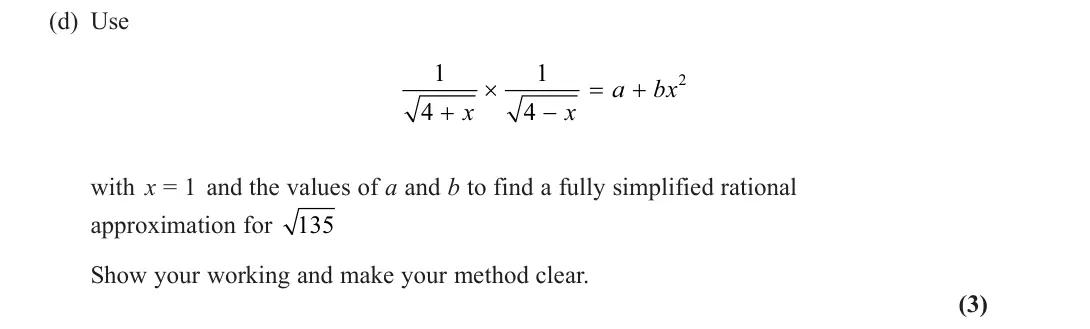 (d) Use
1/√(4 + x) × 1/√(4 − x) = a + bx²
with x = 1 and the values of a and b to find a fully simplified rational
approximation for √135
Show your working and make your method clear.
(3)